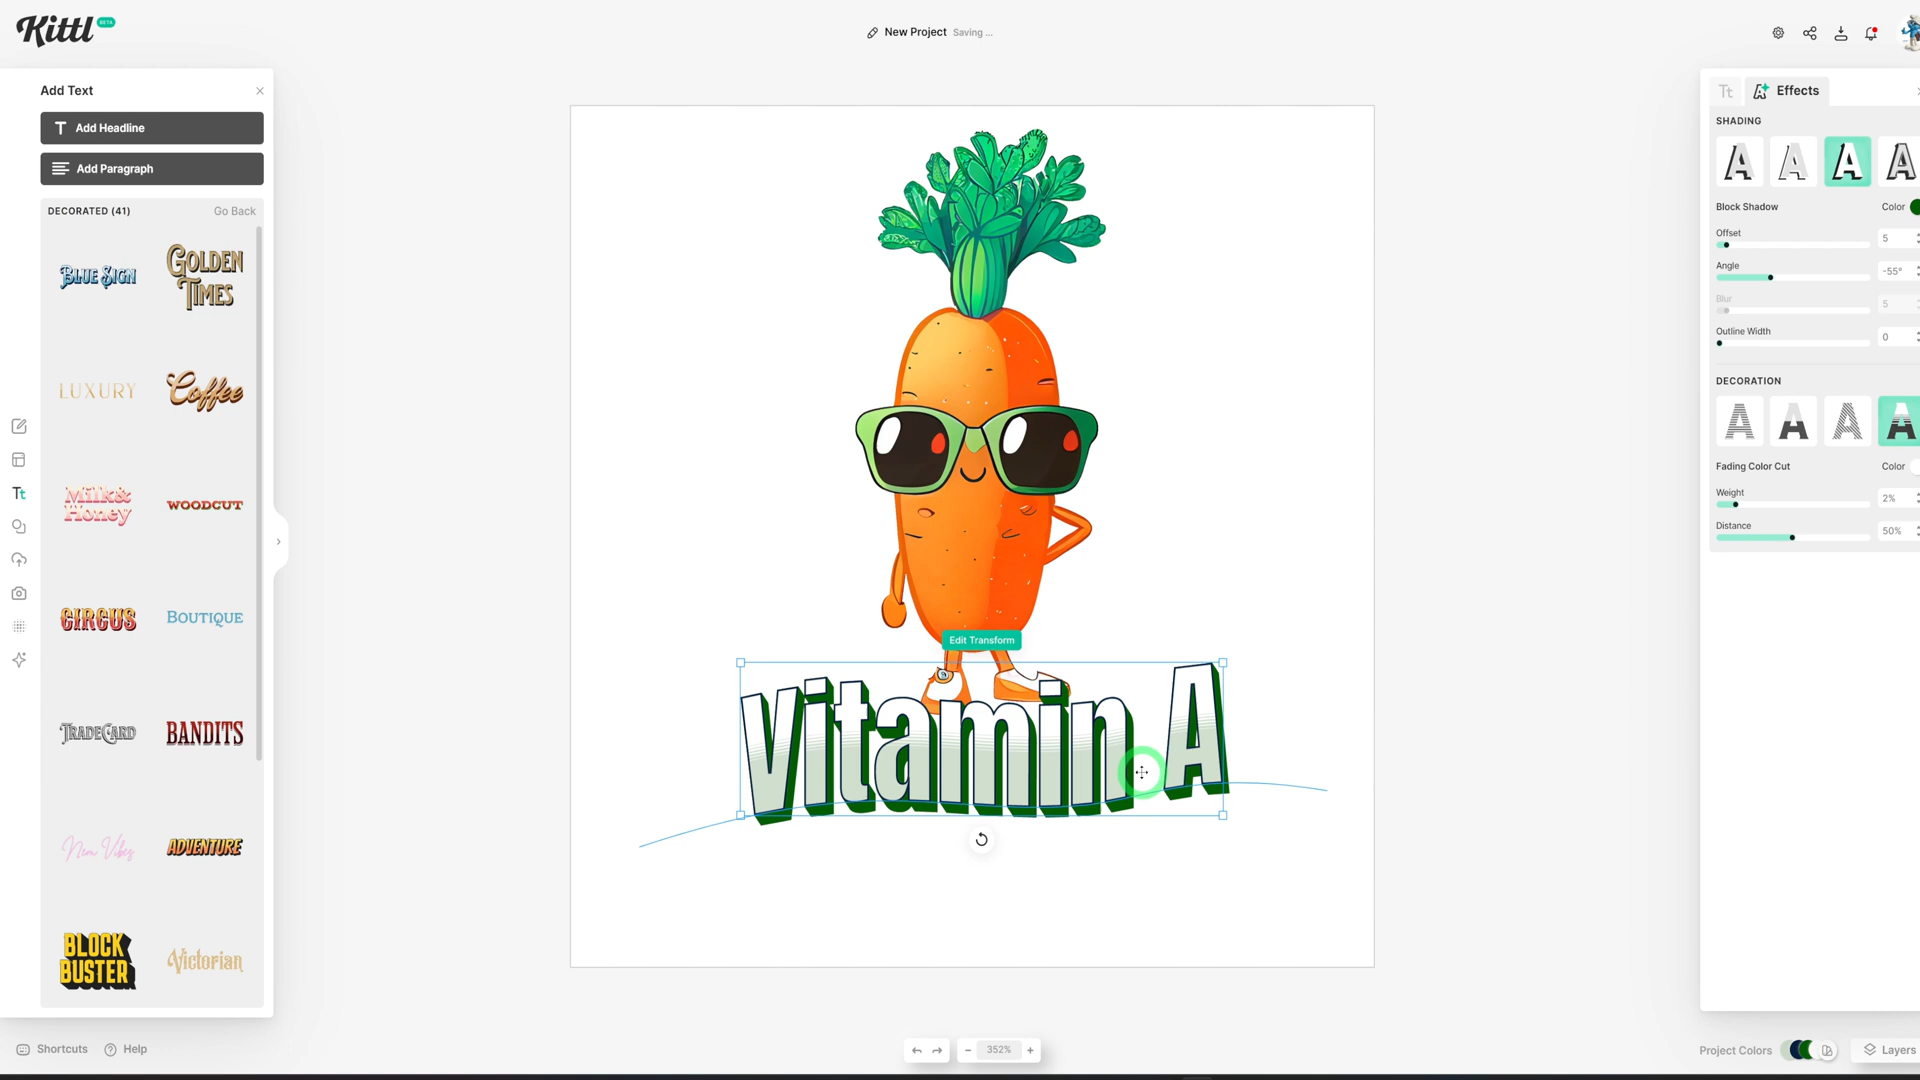 Kittl BETA
New Project Saving ...
Add Text
Add Headline
Add Paragraph
DECORATED (41) Go Back
BLUE SIGN
GOLDEN
TIMES
LUXURY
Coffee
Milk &
Honey
WOODCUT
CIRCUS
BOUTIQUE
TRADECARD
BANDITS
New Vibes
ADVENTURE
BLOCK
BUSTER
Victorian
Shortcuts
Help
Edit Transform
Vitamin A
352%
Tt
Effects
SHADING
A A A A
Block Shadow Color
Offset 5
Angle -55°
Blur 5
Outline Width 0
DECORATION
A A A A
Fading Color Cut Color
Weight 2%
Distance 50%
Project Colors
Layers